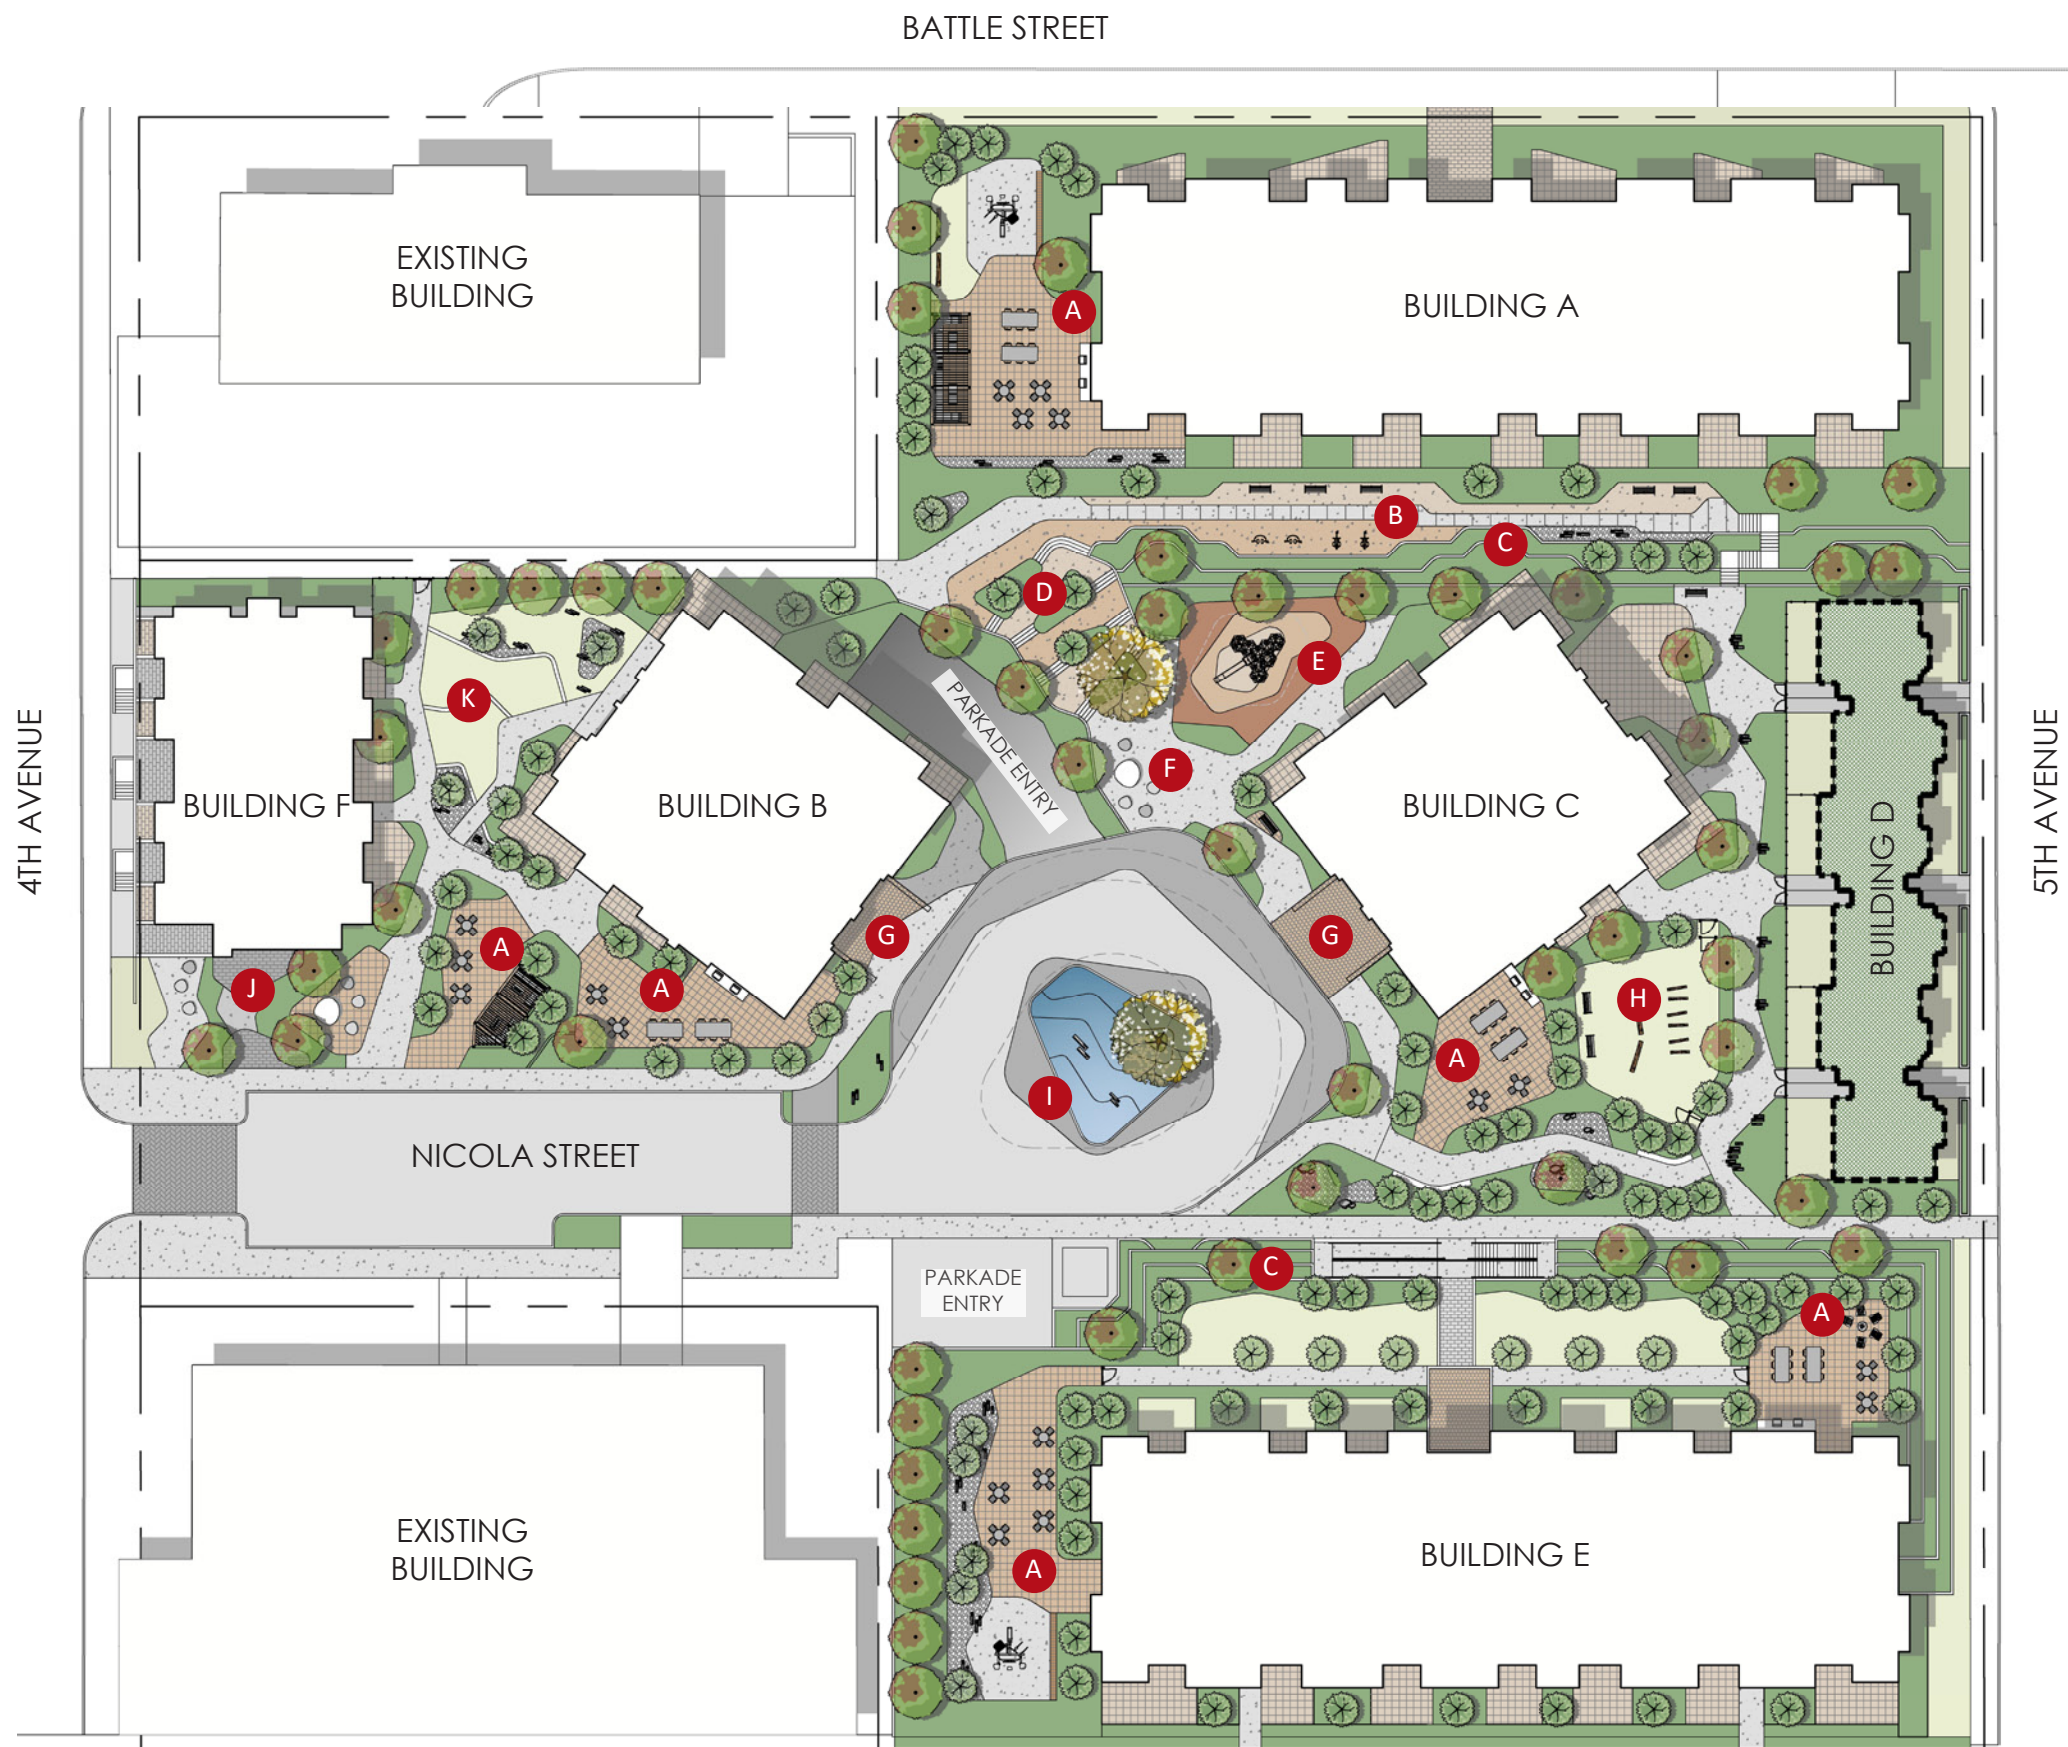 BATTLE STREET
EXISTING
BUILDING
BUILDING A
A
B
C
D
E
K
4TH AVENUE
BUILDING F
BUILDING B
PARKADE ENTRY
F
BUILDING C
BUILDING D
5TH AVENUE
A
G
G
J
A
H
A
I
NICOLA STREET
PARKADE
ENTRY
C
A
EXISTING
BUILDING
A
BUILDING E